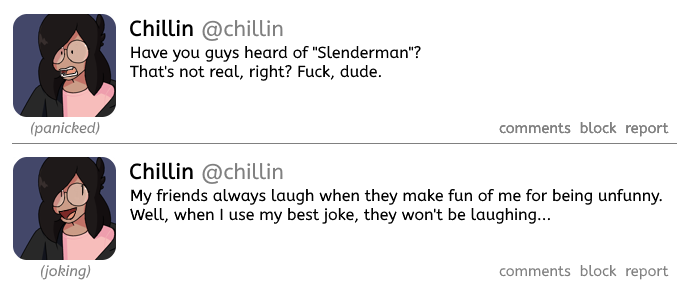 Chillin @chillin
Have you guys heard of "Slenderman"?
That's not real, right? Fuck, dude.
(panicked)
comments block report
Chillin @chillin
My friends always laugh when they make fun of me for being unfunny.
Well, when I use my best joke, they won't be laughing...
(joking)
comments block report